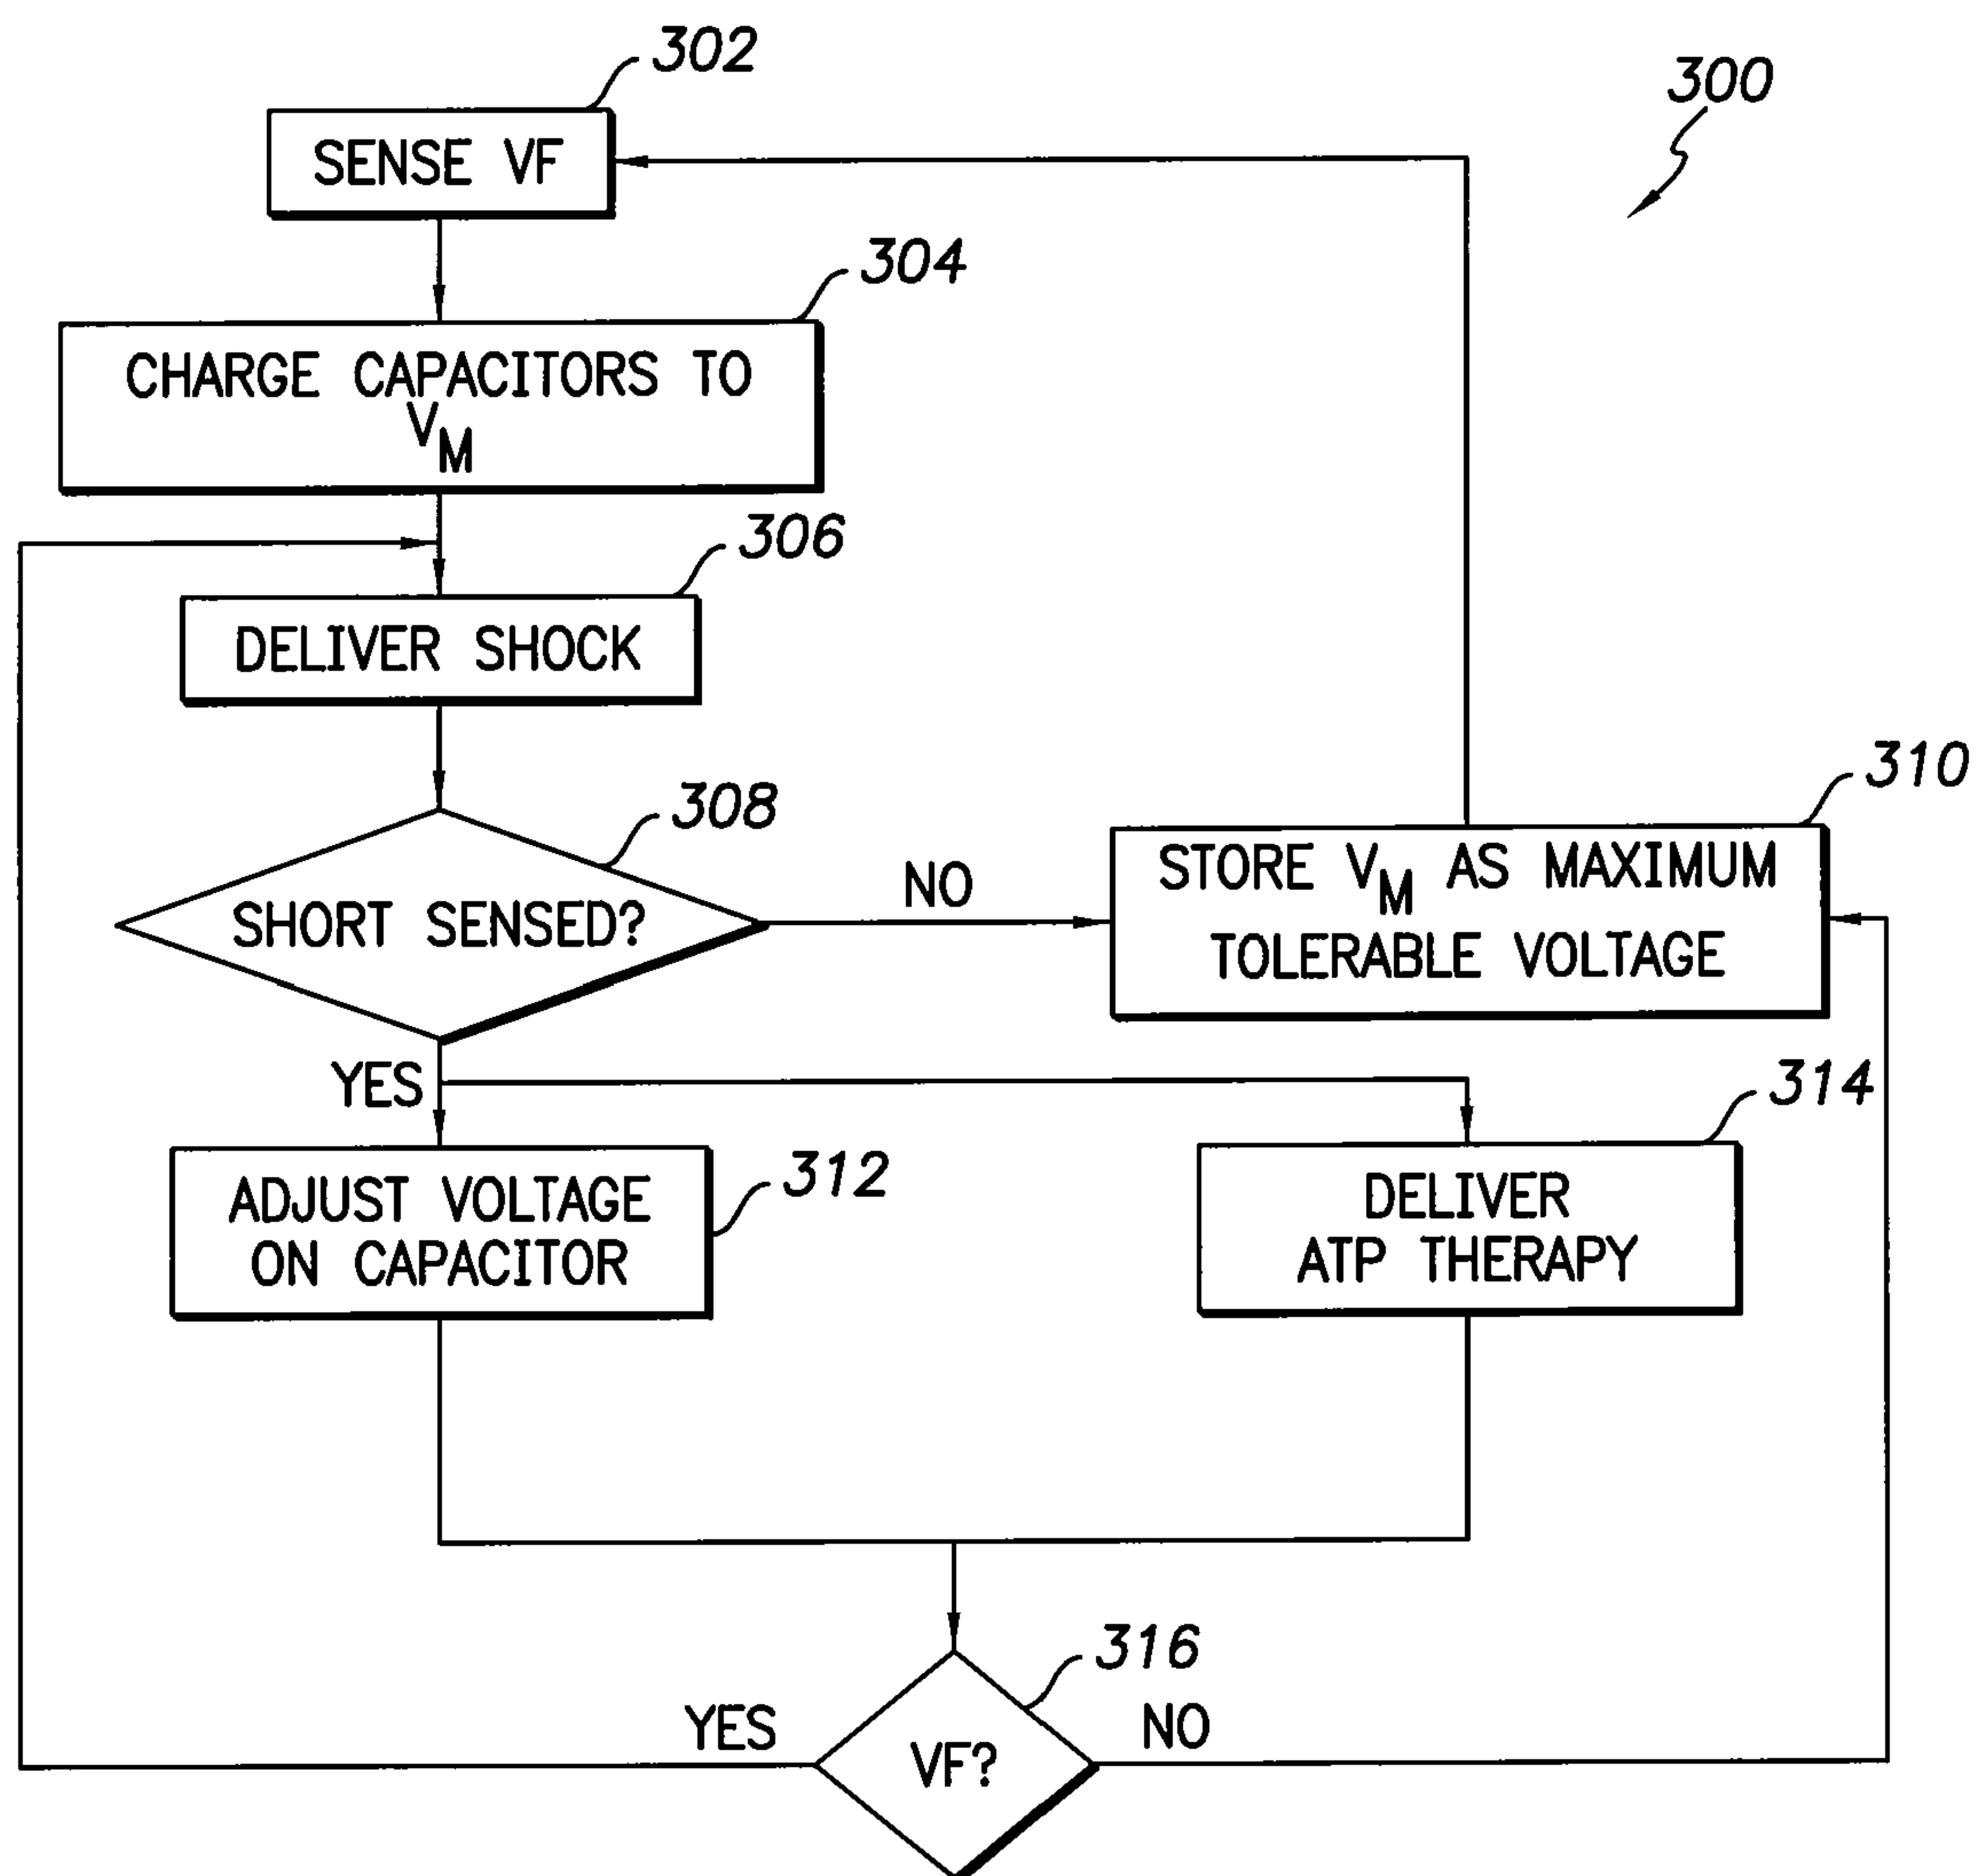 302
300
SENSE VF
304
CHARGE CAPACITORS TO
VM
306
DELIVER SHOCK
310
308
STORE VM AS MAXIMUM
TOLERABLE VOLTAGE
NO
SHORT SENSED?
YES
314
312
ADJUST VOLTAGE
ON CAPACITOR
DELIVER
ATP THERAPY
316
YES
NO
VF?